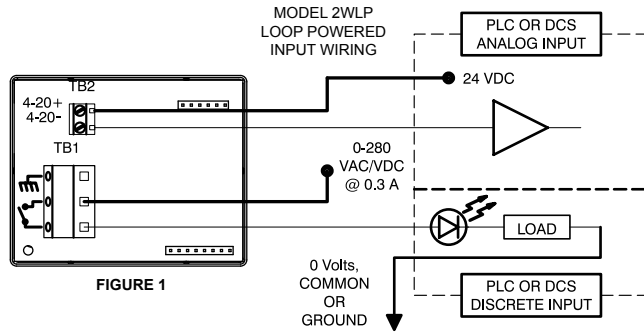 MODEL 2WLP
LOOP POWERED
INPUT WIRING
PLC OR DCS
ANALOG INPUT
TB2
4-20+
4-20-
24 VDC
TB1
0-280
VAC/VDC
@ 0.3 A
LOAD
FIGURE 1
0 Volts,
COMMON
OR
GROUND
PLC OR DCS
DISCRETE INPUT